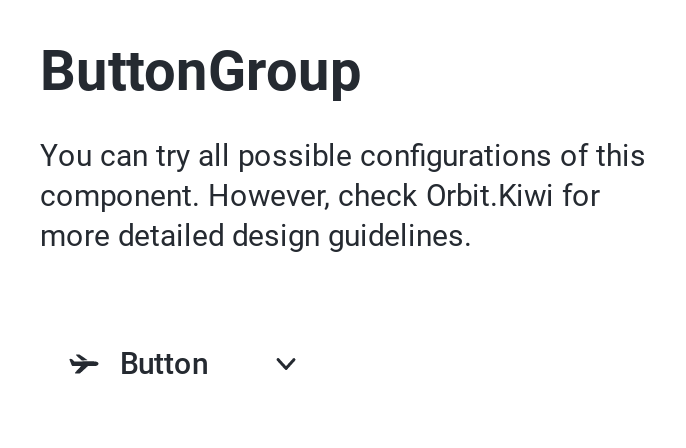 ButtonGroup
You can try all possible configurations of this
component. However, check Orbit.Kiwi for
more detailed design guidelines.
Button